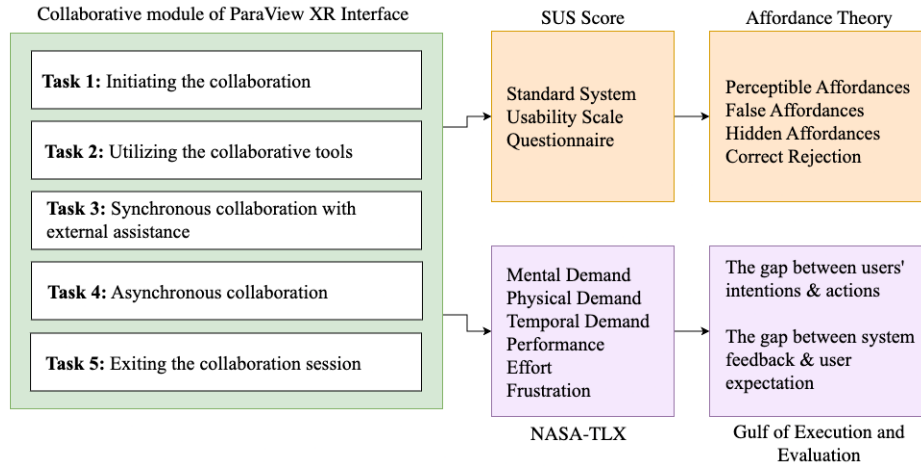 Collaborative module of ParaView XR Interface
Task 1: Initiating the collaboration
Task 2: Utilizing the collaborative tools
Task 3: Synchronous collaboration with
external assistance
Task 4: Asynchronous collaboration
Task 5: Exiting the collaboration session
SUS Score
Standard System
Usability Scale
Questionnaire
Affordance Theory
Perceptible Affordances
False Affordances
Hidden Affordances
Correct Rejection
Mental Demand
Physical Demand
Temporal Demand
Performance
Effort
Frustration
NASA-TLX
The gap between users'
intentions & actions
The gap between system
feedback & user
expectation
Gulf of Execution and
Evaluation